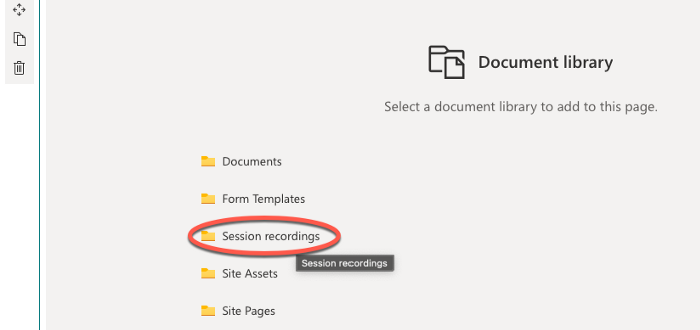 Document library
Select a document library to add to this page.
Documents
Form Templates
Session recordings
Session recordings
Site Assets
Site Pages